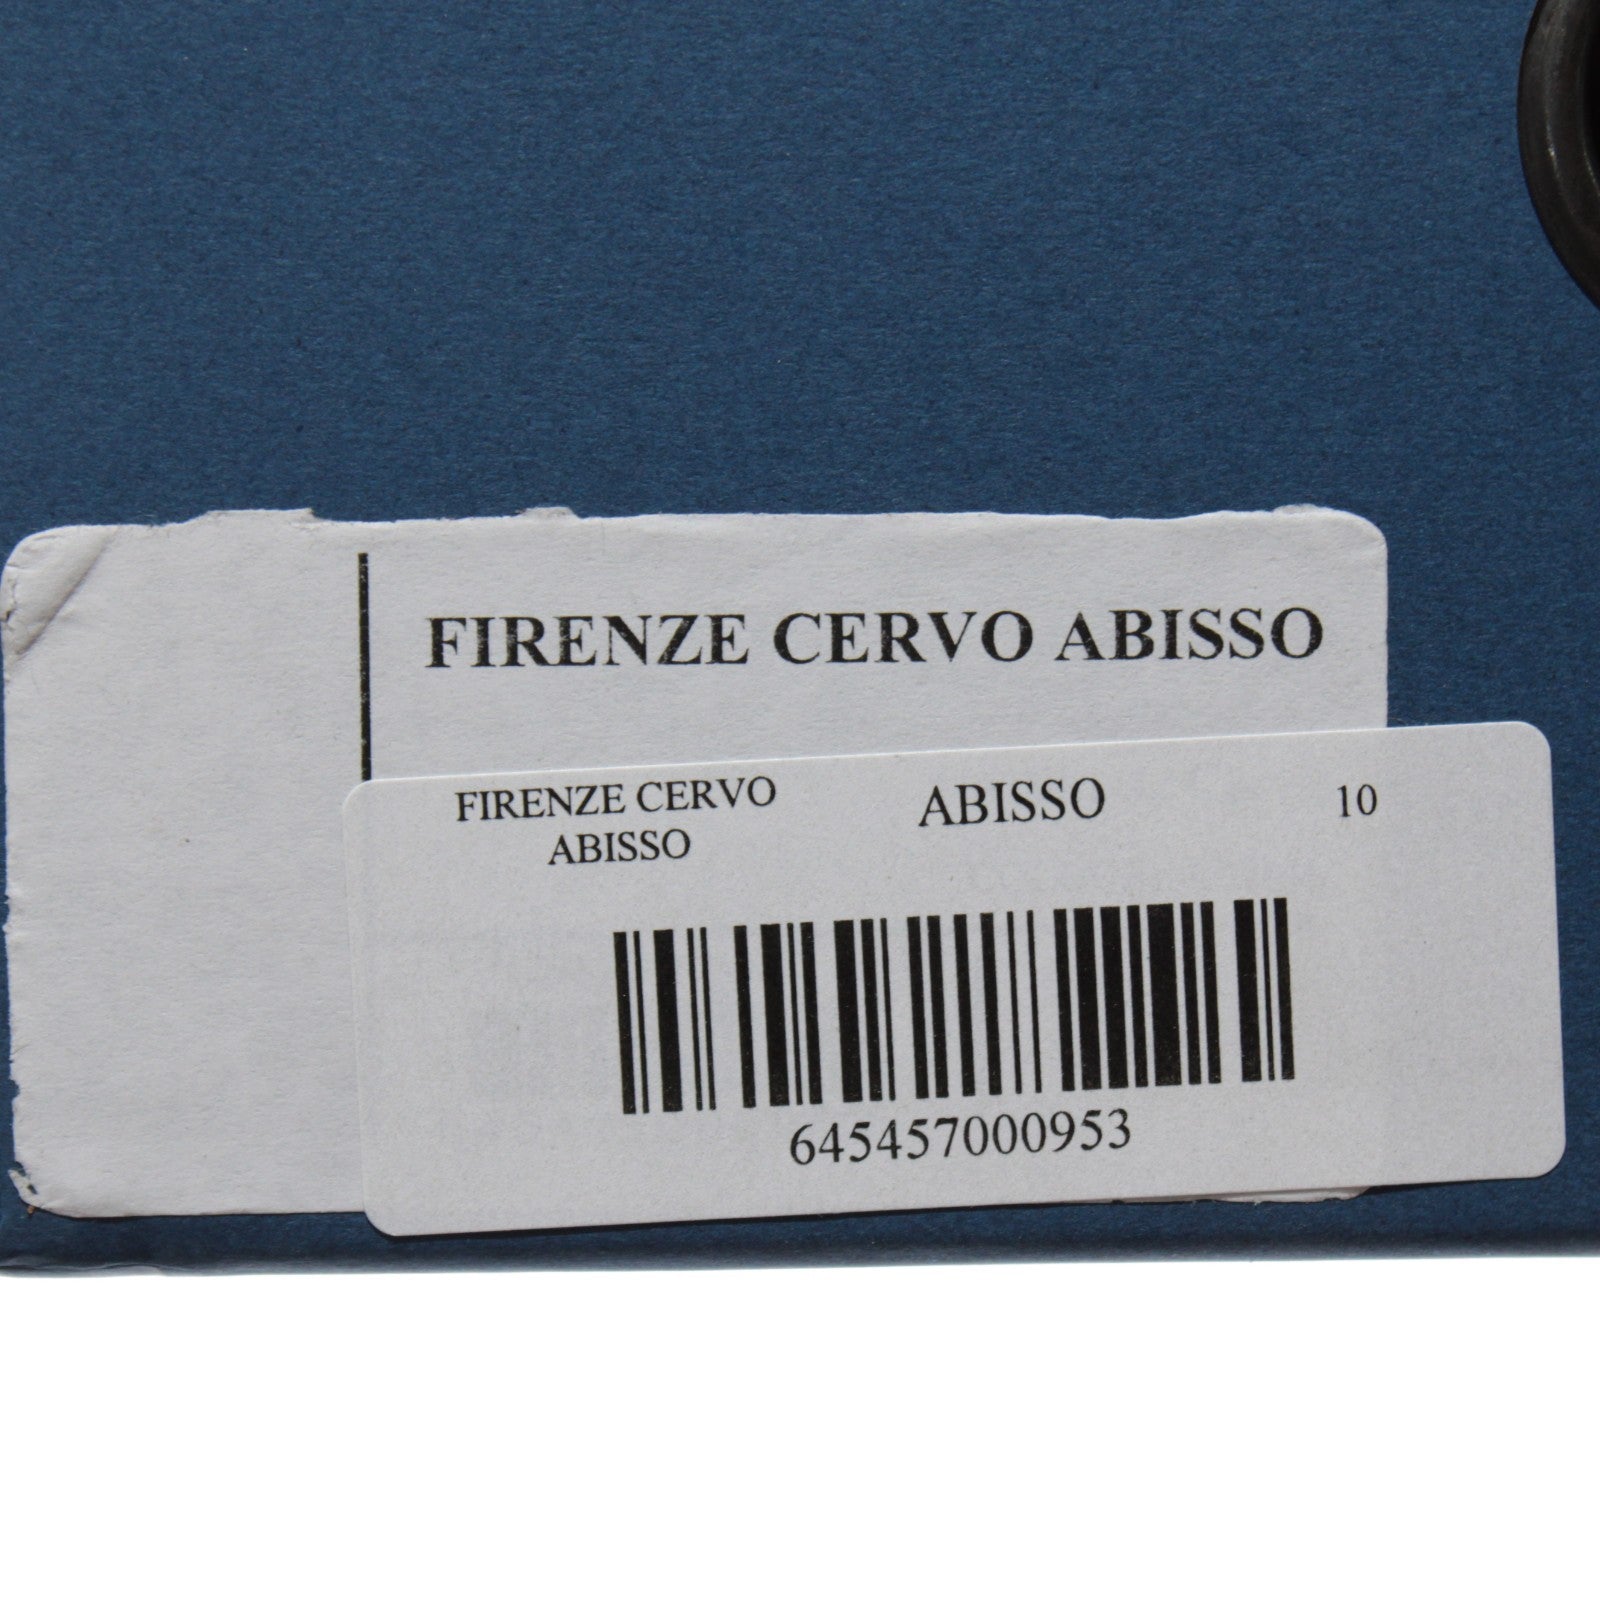 FIRENZE CERVO ABISSO
FIRENZE CERVO
ABISSO
ABISSO
10
645457000953